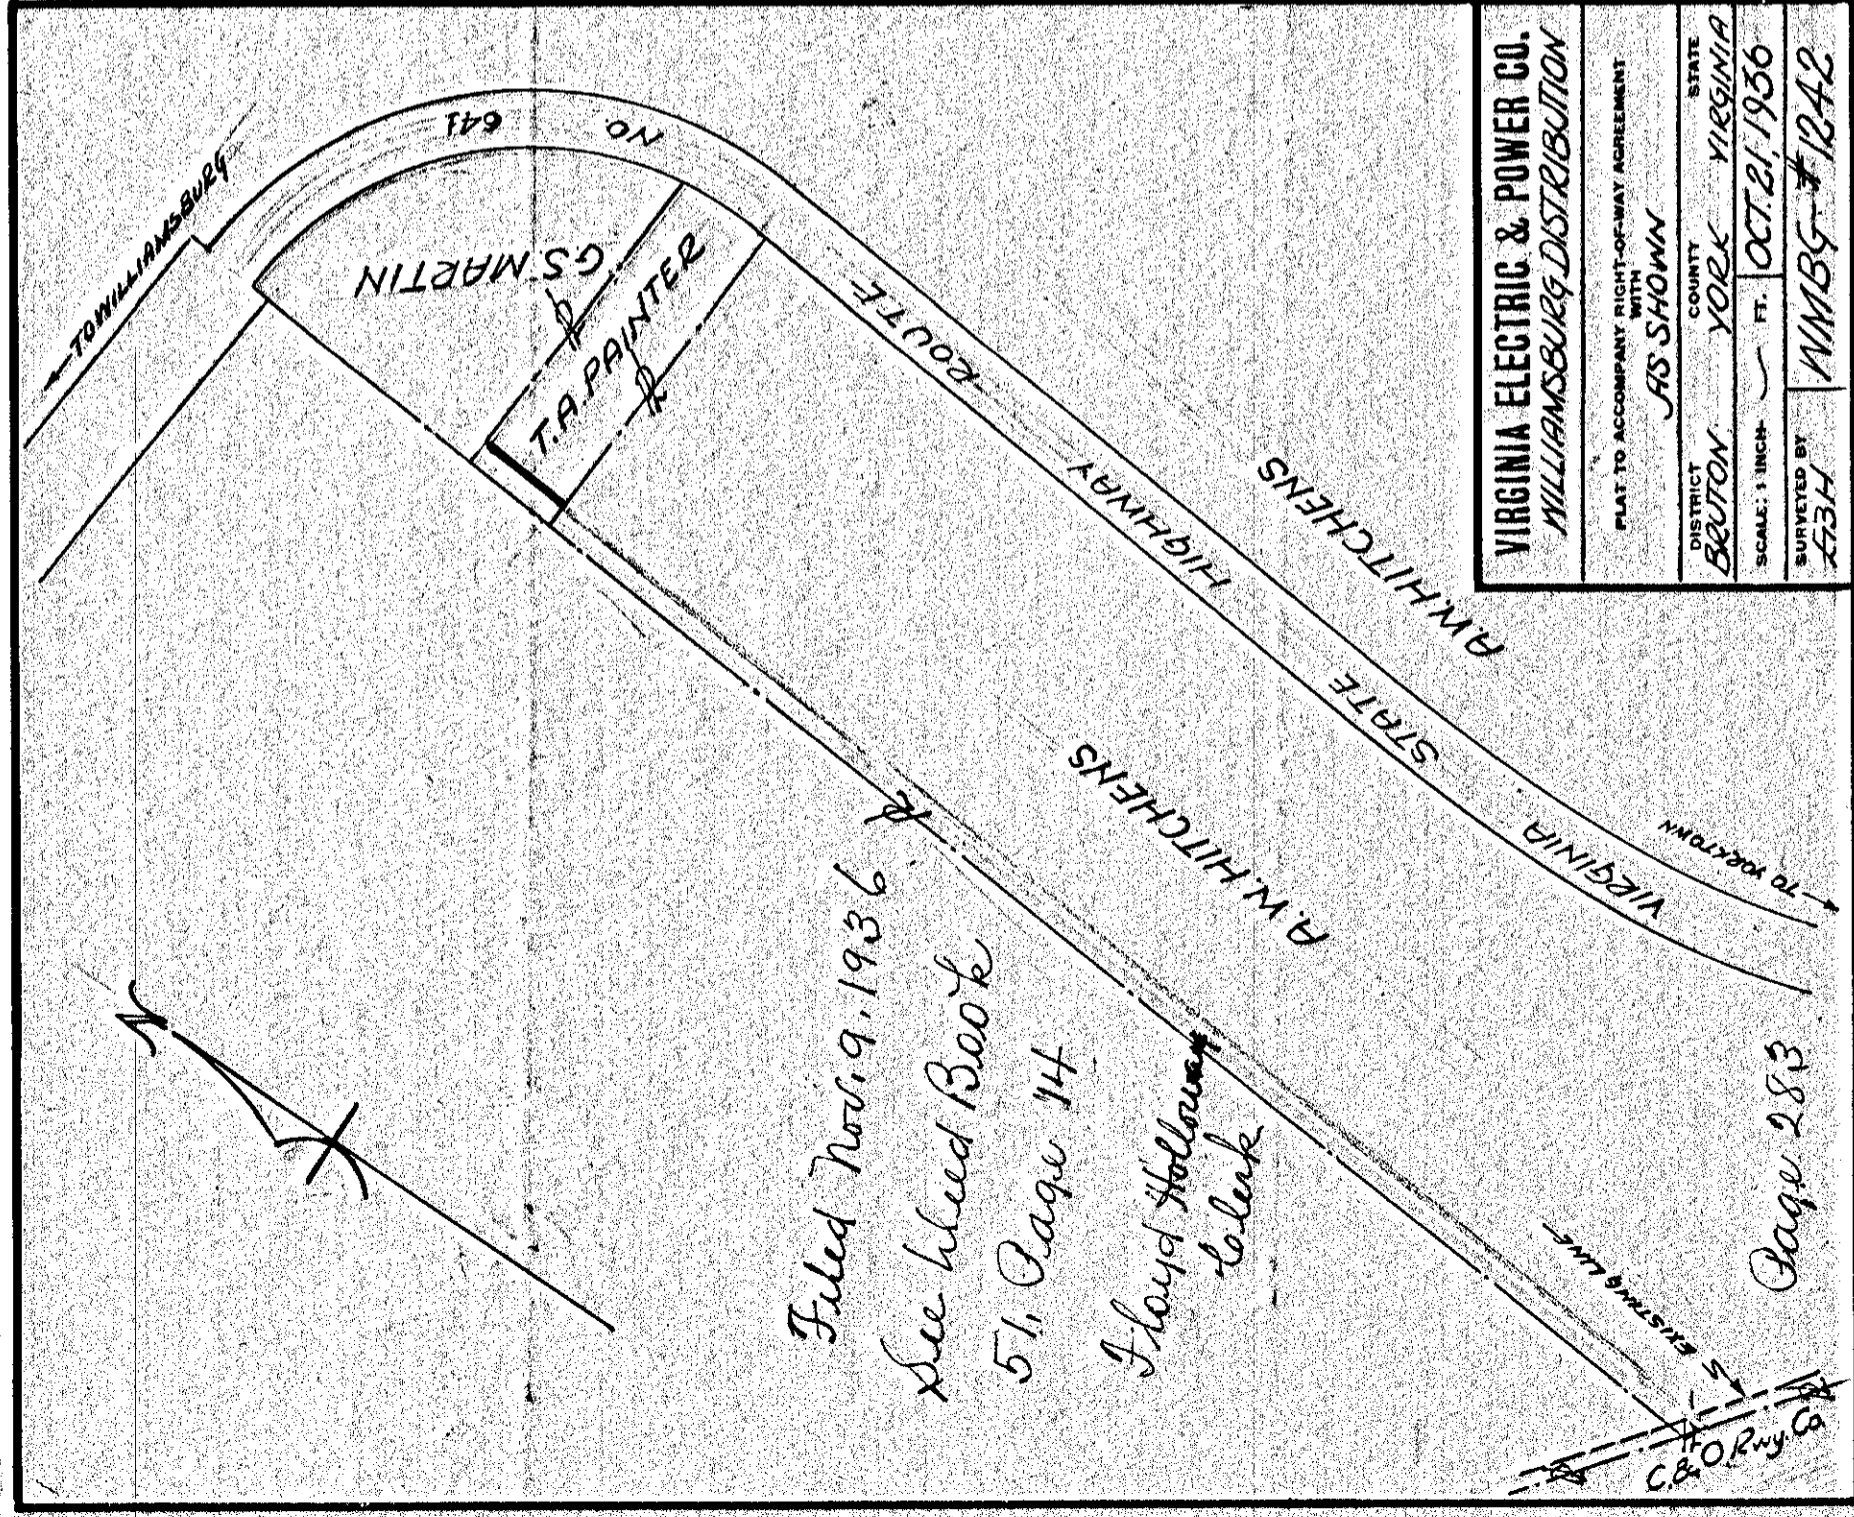 VIRGINIA ELECTRIC & POWER CO.
WILLIAMSBURG DISTRIBUTION
PLAT TO ACCOMPANY RIGHT-OF-WAY AGREEMENT
WITH
AS SHOWN
DISTRICT COUNTY STATE
BRUTON YORK VIRGINIA
SCALE: 1 INCH FT. OCT. 21, 1936
SURVEYED BY
WMBG-#1242
TO WILLIAMSBURG
VIRGINIA STATE HIGHWAY ROUTE NO. 641
G.S. MARTIN
T.A. PAINTER
A.W. HITCHENS
A.W. HITCHENS
TO YORKTOWN
N
Filed Nov. 9, 1936
See Deed Book
51, Page 14
Floyd Holloway
Clerk
Page 283
EXISTING LINE
C.&O. Rwy. Co